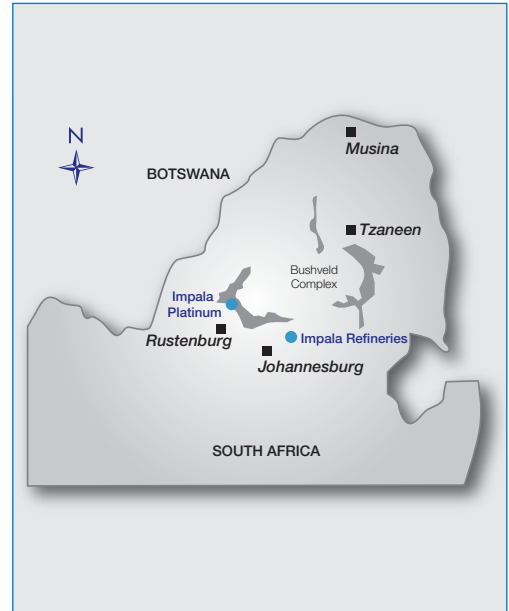 N
Musina
BOTSWANA
Tzaneen
Bushveld
Complex
Impala
Platinum
Rustenburg
Impala Refineries
Johannesburg
SOUTH AFRICA